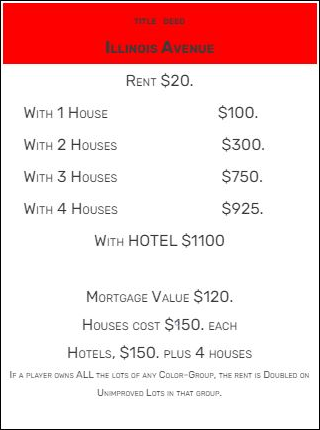 TITLE DEED
ILLINOIS AVENUE
RENT $20.
WITH 1 HOUSE $100.
WITH 2 HOUSES $300.
WITH 3 HOUSES $750.
WITH 4 HOUSES $925.
WITH HOTEL $1100
MORTGAGE VALUE $120.
HOUSES COST $150. EACH
HOTELS, $150. PLUS 4 HOUSES
IF A PLAYER OWNS ALL THE LOTS OF ANY COLOR-GROUP, THE RENT IS DOUBLED ON
UNIMPROVED LOTS IN THAT GROUP.